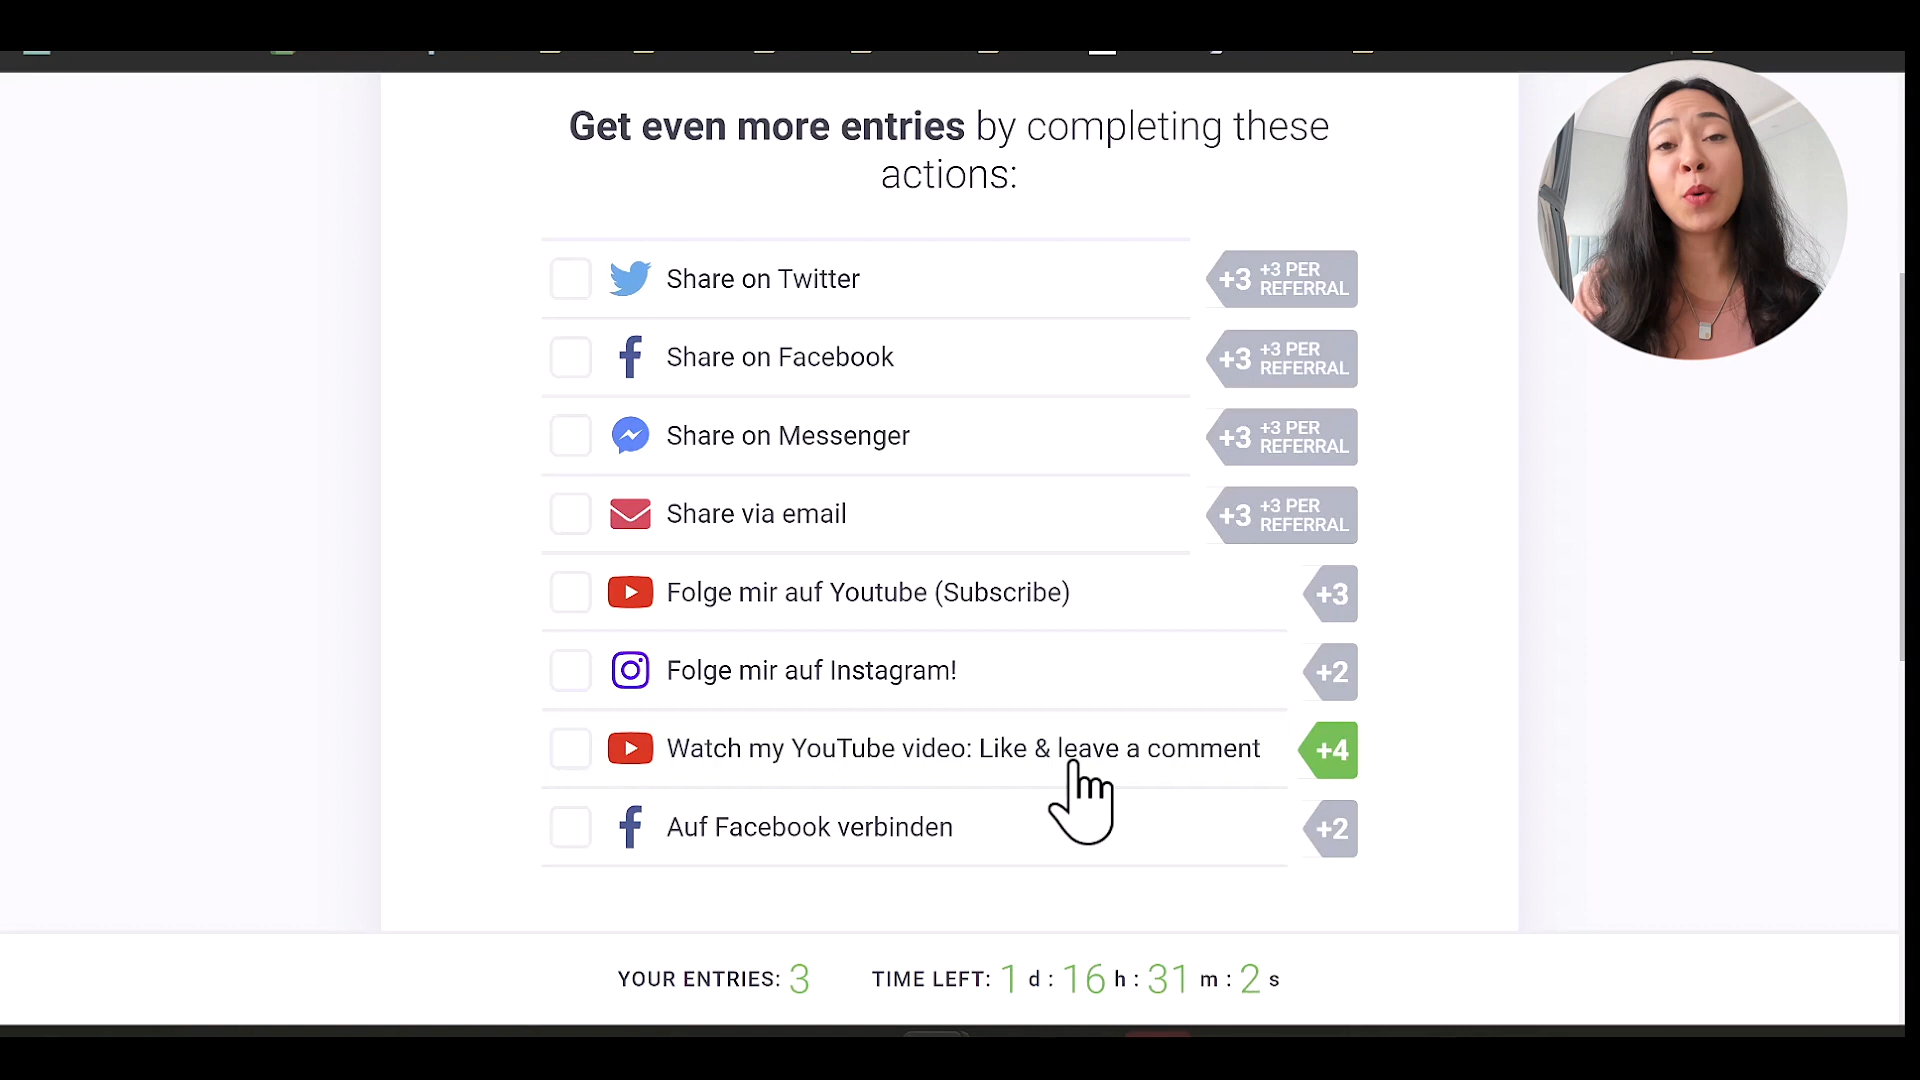 Get even more entries by completing these
actions:
Share on Twitter
+3
+3 PER
REFERRAL
Share on Facebook
+3
+3 PER
REFERRAL
Share on Messenger
+3
+3 PER
REFERRAL
Share via email
+3
+3 PER
REFERRAL
Folge mir auf Youtube (Subscribe)
+3
Folge mir auf Instagram!
+2
Watch my YouTube video: Like & leave a comment
+4
Auf Facebook verbinden
+2
YOUR ENTRIES: 3 TIME LEFT: 1 d : 16 h : 31 m : 2 s